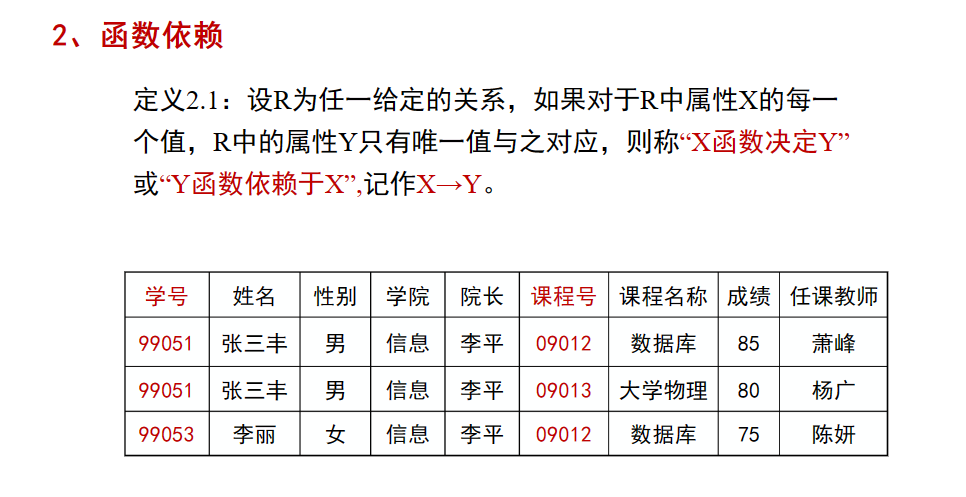 2、函数依赖
定义2.1：设R为任一给定的关系，如果对于R中属性X的每一
个值，R中的属性Y只有唯一值与之对应，则称“X函数决定Y”
或“Y函数依赖于X”,记作X→Y。
学号 姓名 性别 学院 院长 课程号 课程名称 成绩 任课教师
99051 张三丰 男 信息 李平 09012 数据库 85 萧峰
99051 张三丰 男 信息 李平 09013 大学物理 80 杨广
99053 李丽 女 信息 李平 09012 数据库 75 陈妍